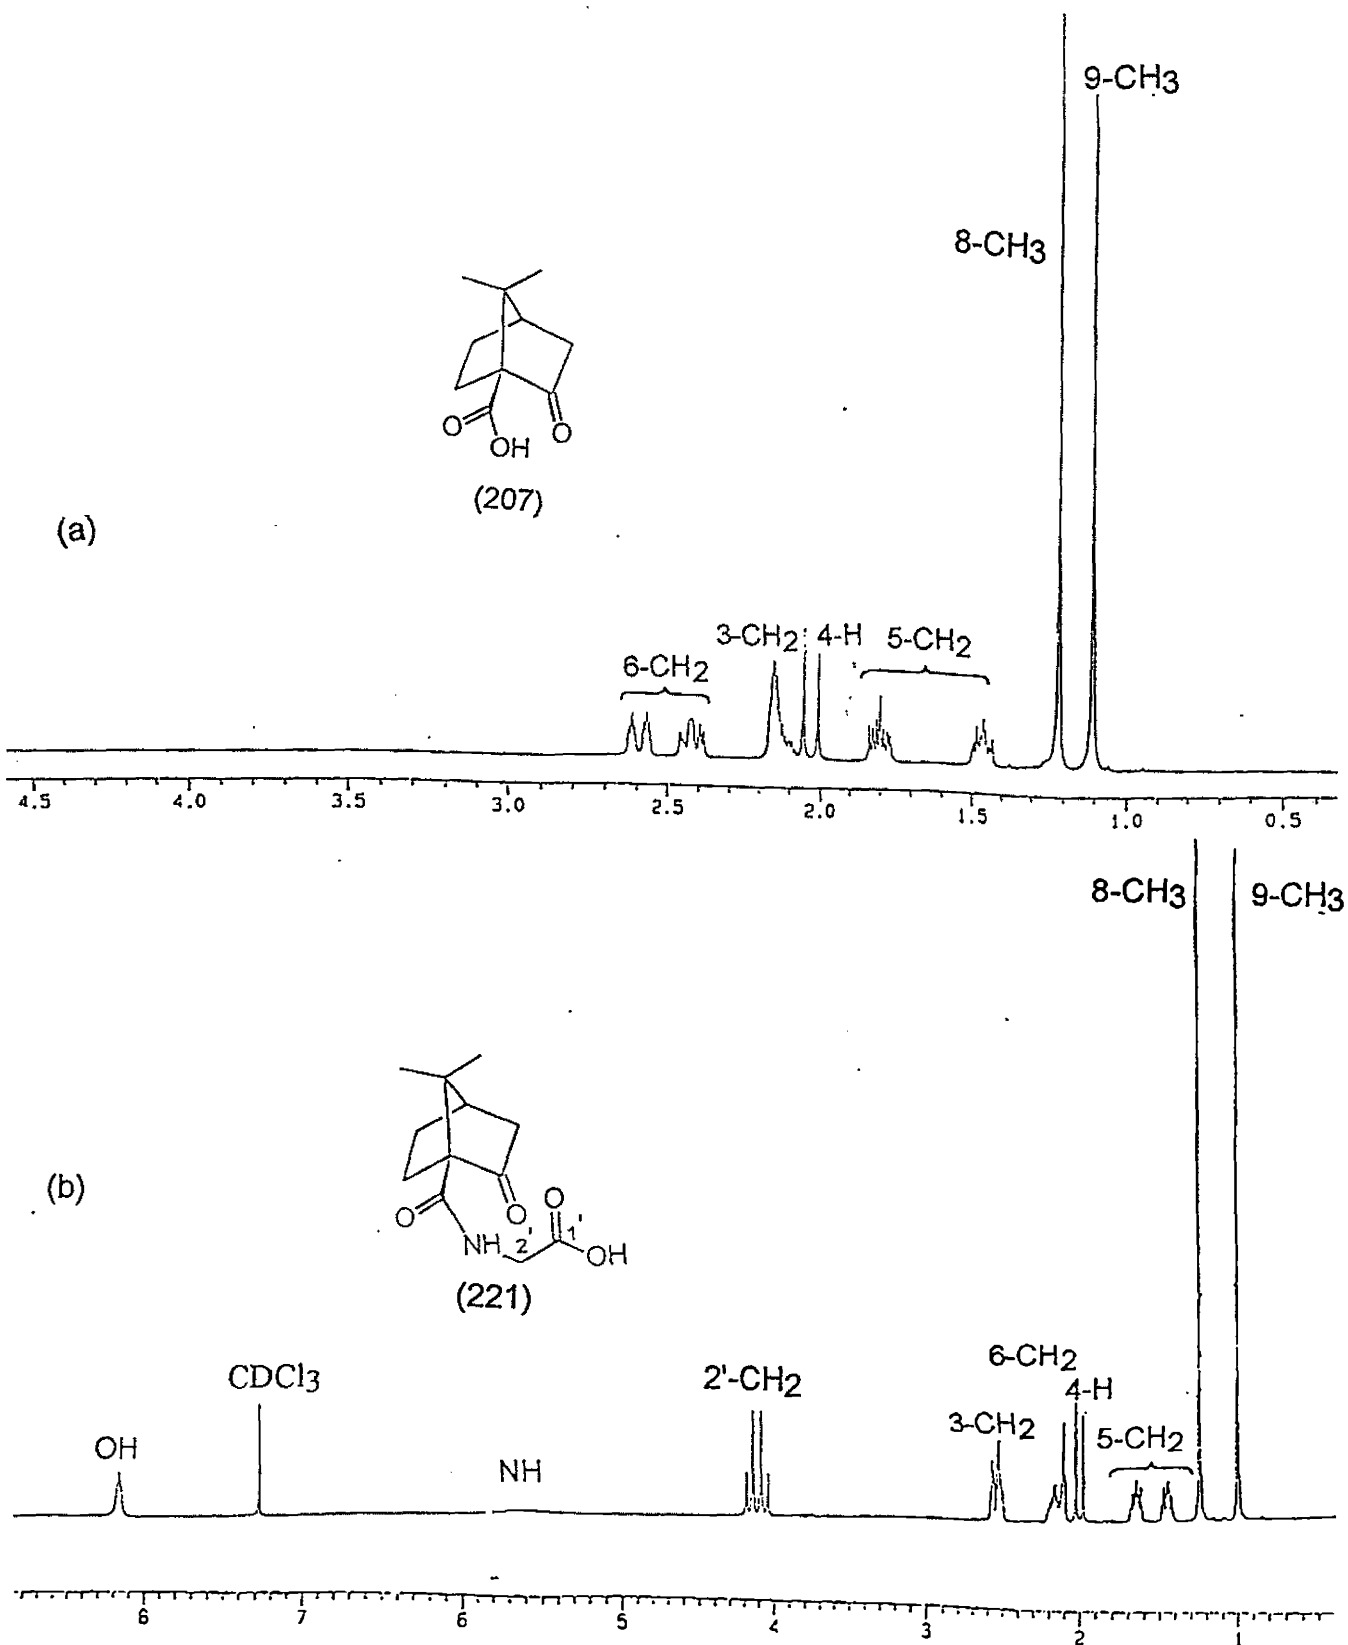 9-CH3
8-CH3
O
OH
O
(207)
(a)
3-CH2
4-H
5-CH2
6-CH2
4.5 4.0 3.5 3.0 2.5 2.0 1.5 1.0 0.5
8-CH3
9-CH3
(b)
O
O
O
NH
2'
1'
OH
(221)
CDCl3
2'-CH2
6-CH2
4-H
3-CH2
5-CH2
OH
NH
8 7 6 5 4 3 2 1